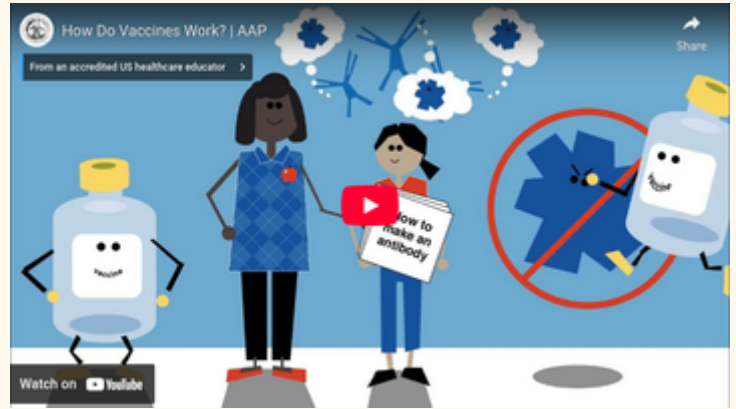 How Do Vaccines Work? | AAP
Share
From an accredited US healthcare educator
How to
make an
antibody
vaccine
vaccine
Watch on YouTube